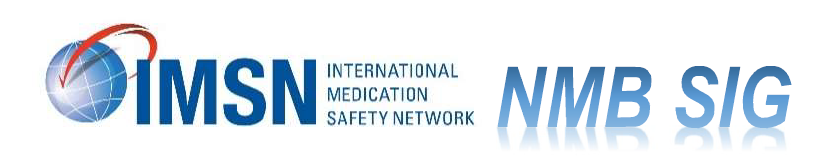 IMSN INTERNATIONAL
MEDICATION
SAFETY NETWORK
NMB SIG